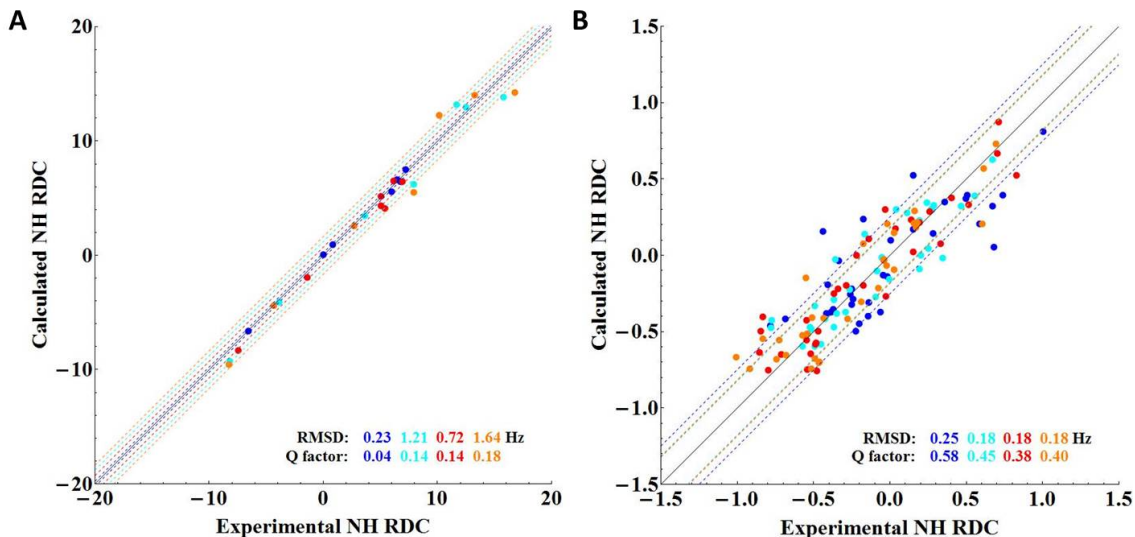 A
20
10
0
−10
−20
−20
−10
0
10
20
Calculated NH RDC
Experimental NH RDC
RMSD: 0.23 1.21 0.72 1.64 Hz
Q factor: 0.04 0.14 0.14 0.18
B
1.5
1.0
0.5
0.0
−0.5
−1.0
−1.5
−1.5
−1.0
−0.5
0.0
0.5
1.0
1.5
Calculated NH RDC
Experimental NH RDC
RMSD: 0.25 0.18 0.18 0.18 Hz
Q factor: 0.58 0.45 0.38 0.40